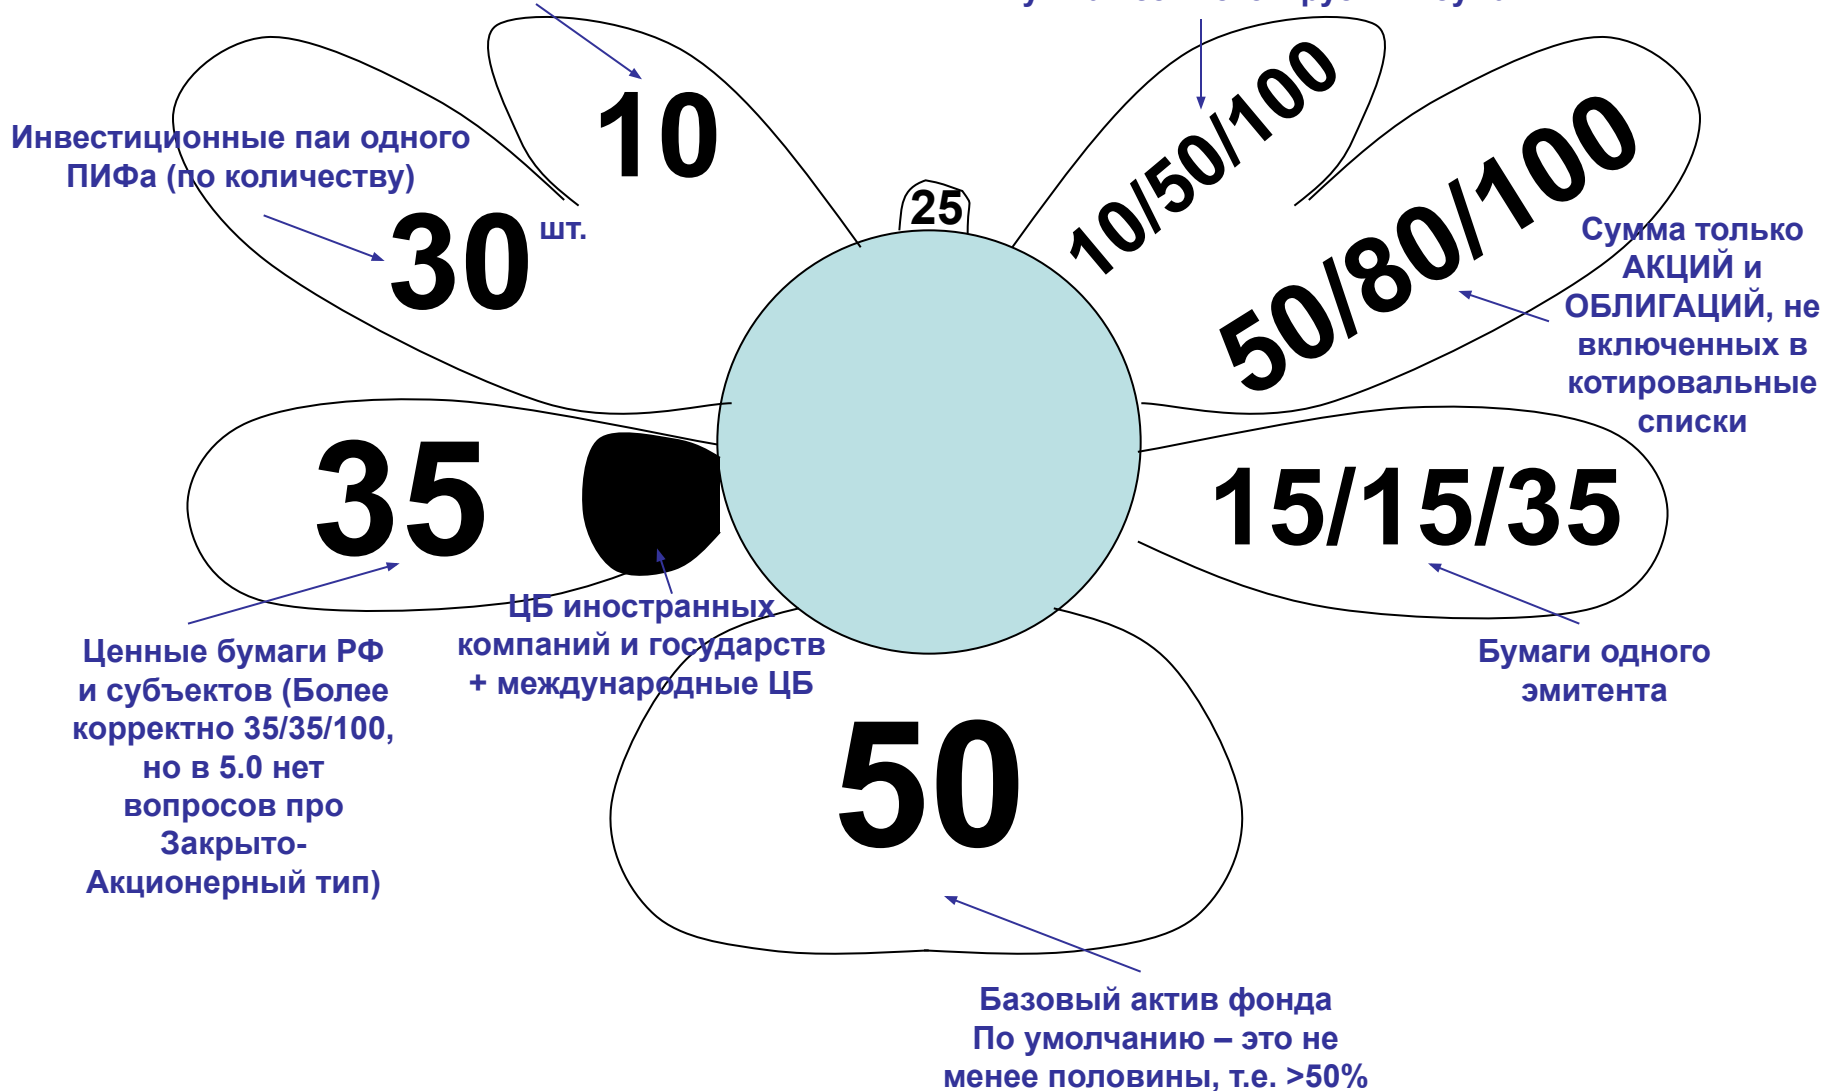 10
10/50/100
Инвестиционные паи одного
ПИФа (по количеству)
30 шт.
25
50/80/100
Сумма только
АКЦИЙ и
ОБЛИГАЦИЙ, не
включенных в
котировальные
списки
35
15/15/35
ЦБ иностранных
компаний и государств
+ международные ЦБ
Ценные бумаги РФ
и субъектов (Более
корректно 35/35/100,
но в 5.0 нет
вопросов про
Закрыто-
Акционерный тип)
Бумаги одного
эмитента
50
Базовый актив фонда
По умолчанию – это не
менее половины, т.е. >50%